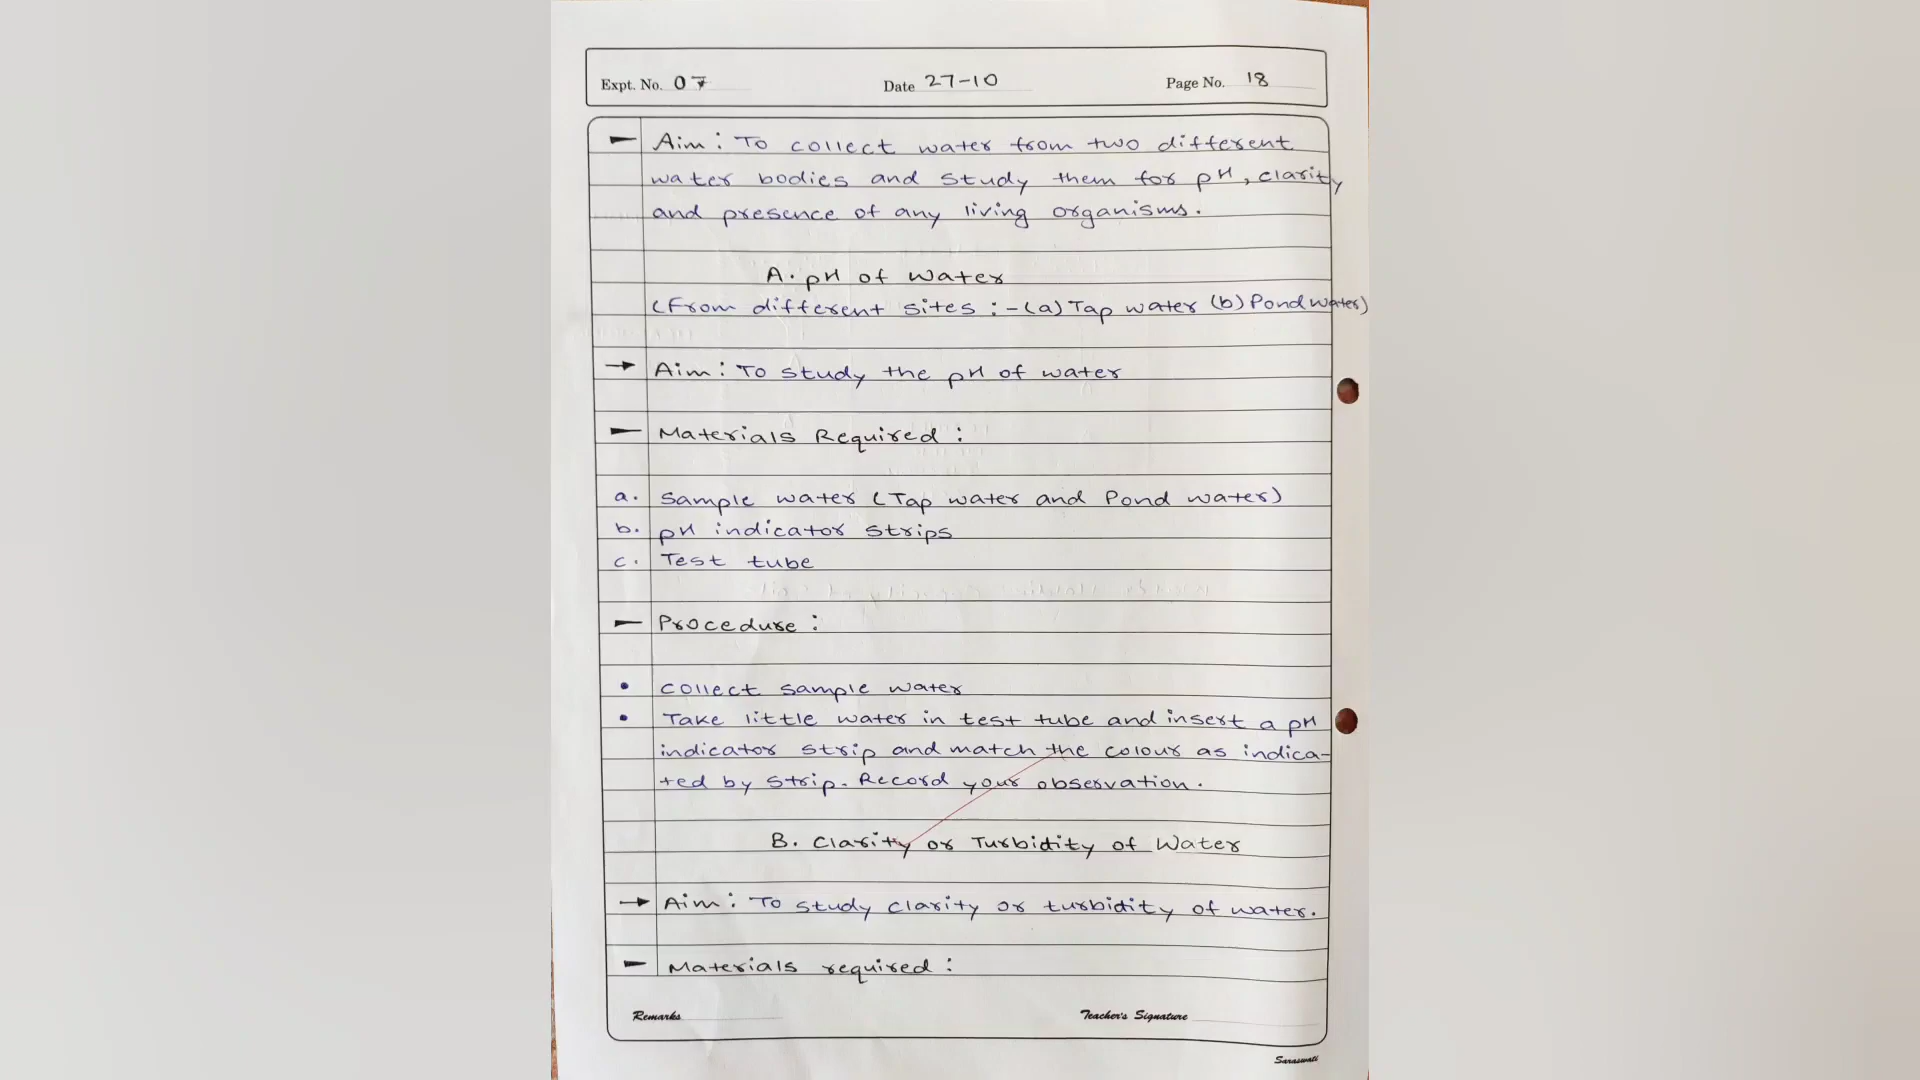 Expt. No. 07 Date 27-10 Page No. 18
Aim: To collect water from two different
water bodies and study them for pH, clarity
and presence of any living organisms.
A. pH of water
(From different sites :- (a) Tap water (b) Pond water)
→ Aim: To study the pH of water
Materials Required :
a. Sample water (Tap water and Pond water)
b. pH indicator strips
c. Test tube
Procedure :
• Collect sample water
• Take little water in test tube and insert a pH
indicator strip and match the colour as indica-
ted by strip. Record your observation.
B. Clarity or Turbidity of Water
→ Aim: To study clarity or turbidity of water.
Materials required :
Remarks Teacher's Signature
Saraswati